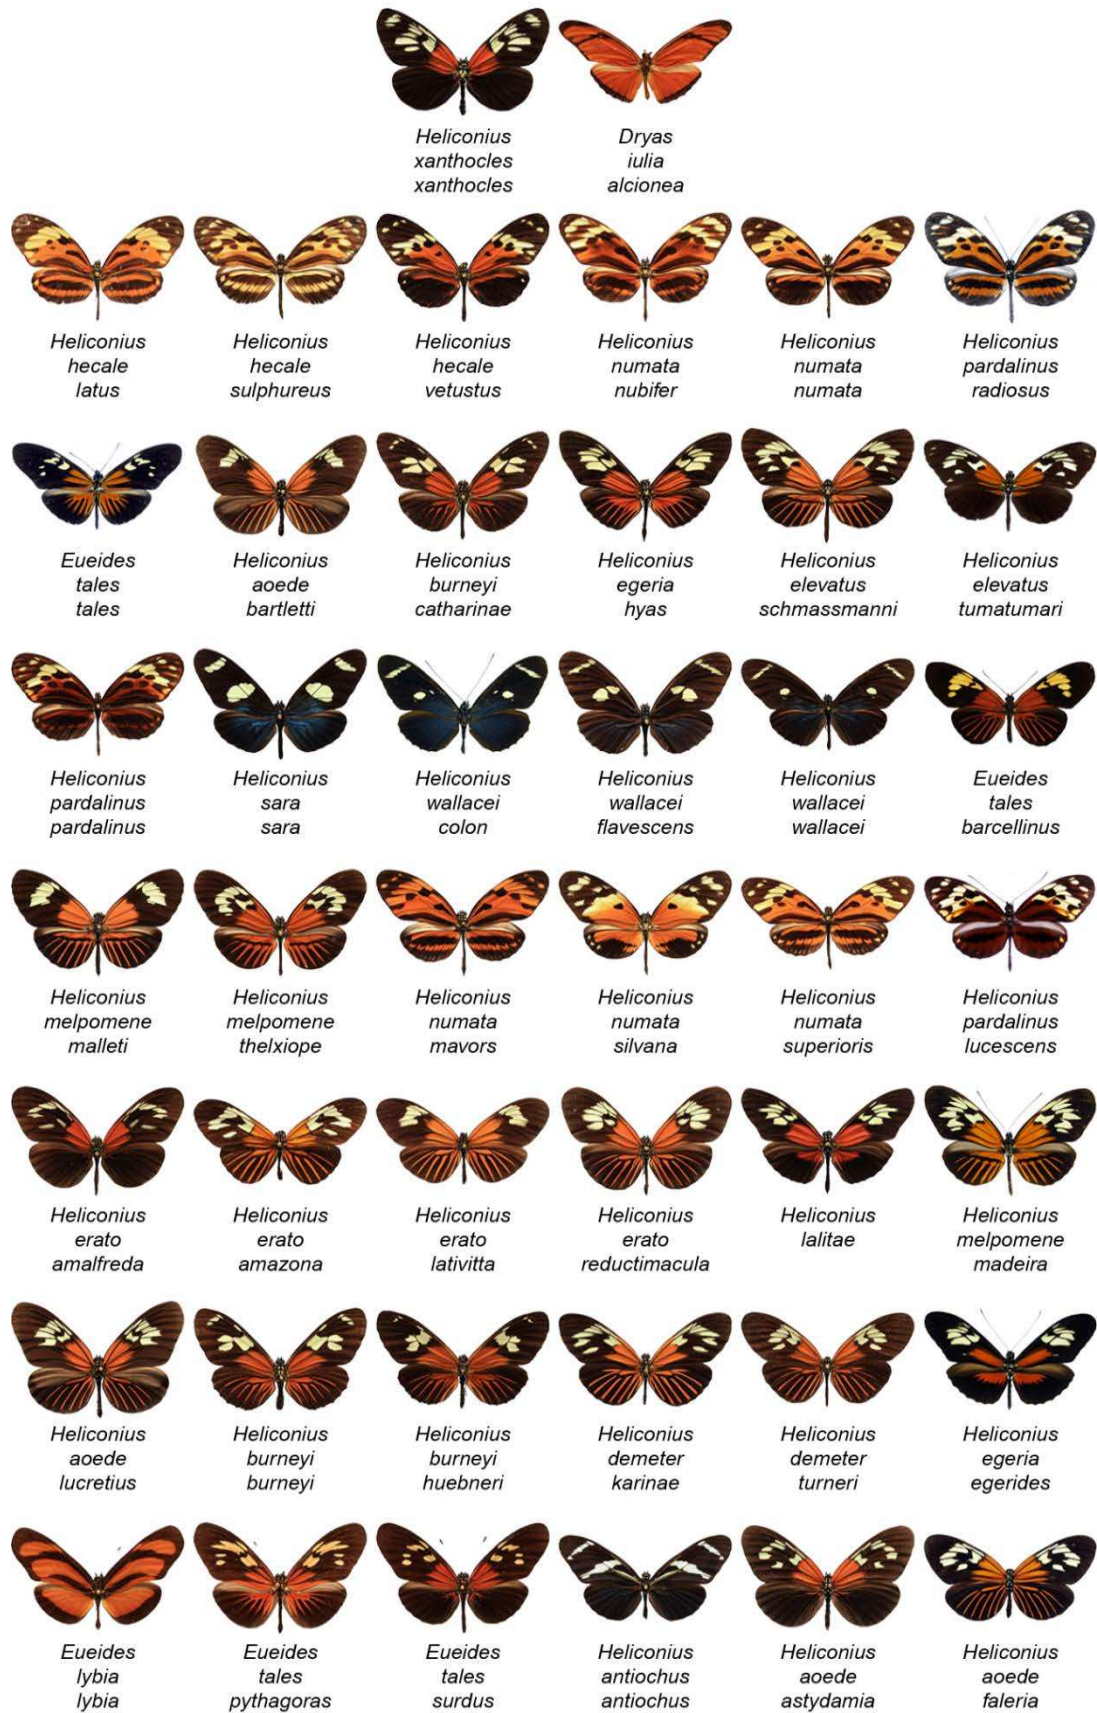 Heliconius
xanthocles
xanthocles
Dryas
iulia
alcionea
Heliconius
hecale
latus
Heliconius
hecale
sulphureus
Heliconius
hecale
vetustus
Heliconius
numata
nubifer
Heliconius
numata
numata
Heliconius
pardalinus
radiosus
Eueides
tales
tales
Heliconius
aoede
bartletti
Heliconius
burneyi
catharinae
Heliconius
egeria
hyas
Heliconius
elevatus
schmassmanni
Heliconius
elevatus
tumatumari
Heliconius
pardalinus
pardalinus
Heliconius
sara
sara
Heliconius
wallacei
colon
Heliconius
wallacei
flavescens
Heliconius
wallacei
wallacei
Eueides
tales
barcellinus
Heliconius
melpomene
malleti
Heliconius
melpomene
thelxiope
Heliconius
numata
mavors
Heliconius
numata
silvana
Heliconius
numata
superioris
Heliconius
pardalinus
lucescens
Heliconius
erato
amalfreda
Heliconius
erato
amazona
Heliconius
erato
lativitta
Heliconius
erato
reductimacula
Heliconius
lalitae
Heliconius
melpomene
madeira
Heliconius
aoede
lucretius
Heliconius
burneyi
burneyi
Heliconius
burneyi
huebneri
Heliconius
demeter
karinae
Heliconius
demeter
turneri
Heliconius
egeria
egerides
Eueides
lybia
lybia
Eueides
tales
pythagoras
Eueides
tales
surdus
Heliconius
antiochus
antiochus
Heliconius
aoede
astydamia
Heliconius
aoede
faleria